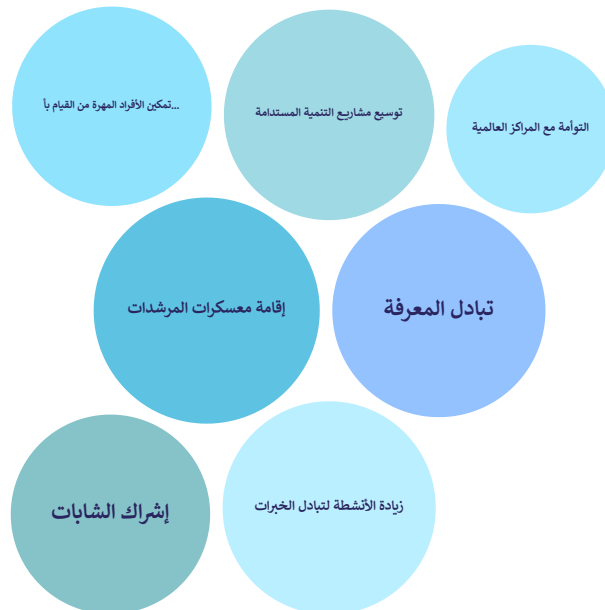 التوأمة مع المراكز العالمية
توسيع مشاريع التنمية المستدامة
تمكين الأفراد المهرة من القيام بأ...
تبادل المعرفة
إقامة معسكرات المرشدات
زيادة الأنشطة لتبادل الخبرات
إشراك الشابات